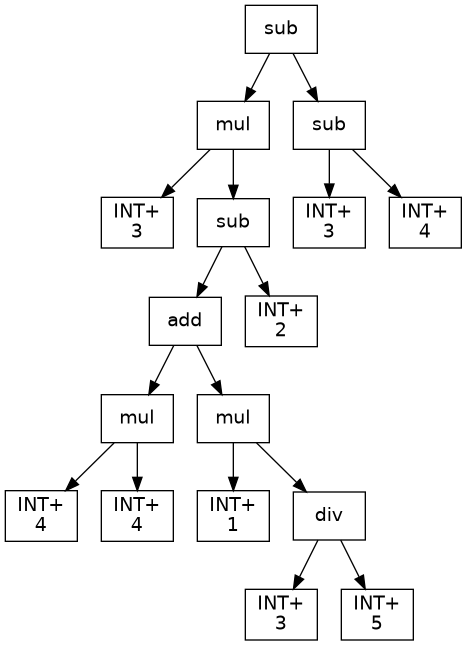 sub
mul
sub
INT+
3
sub
INT+
3
INT+
4
add
INT+
2
mul
mul
INT+
4
INT+
4
INT+
1
div
INT+
3
INT+
5